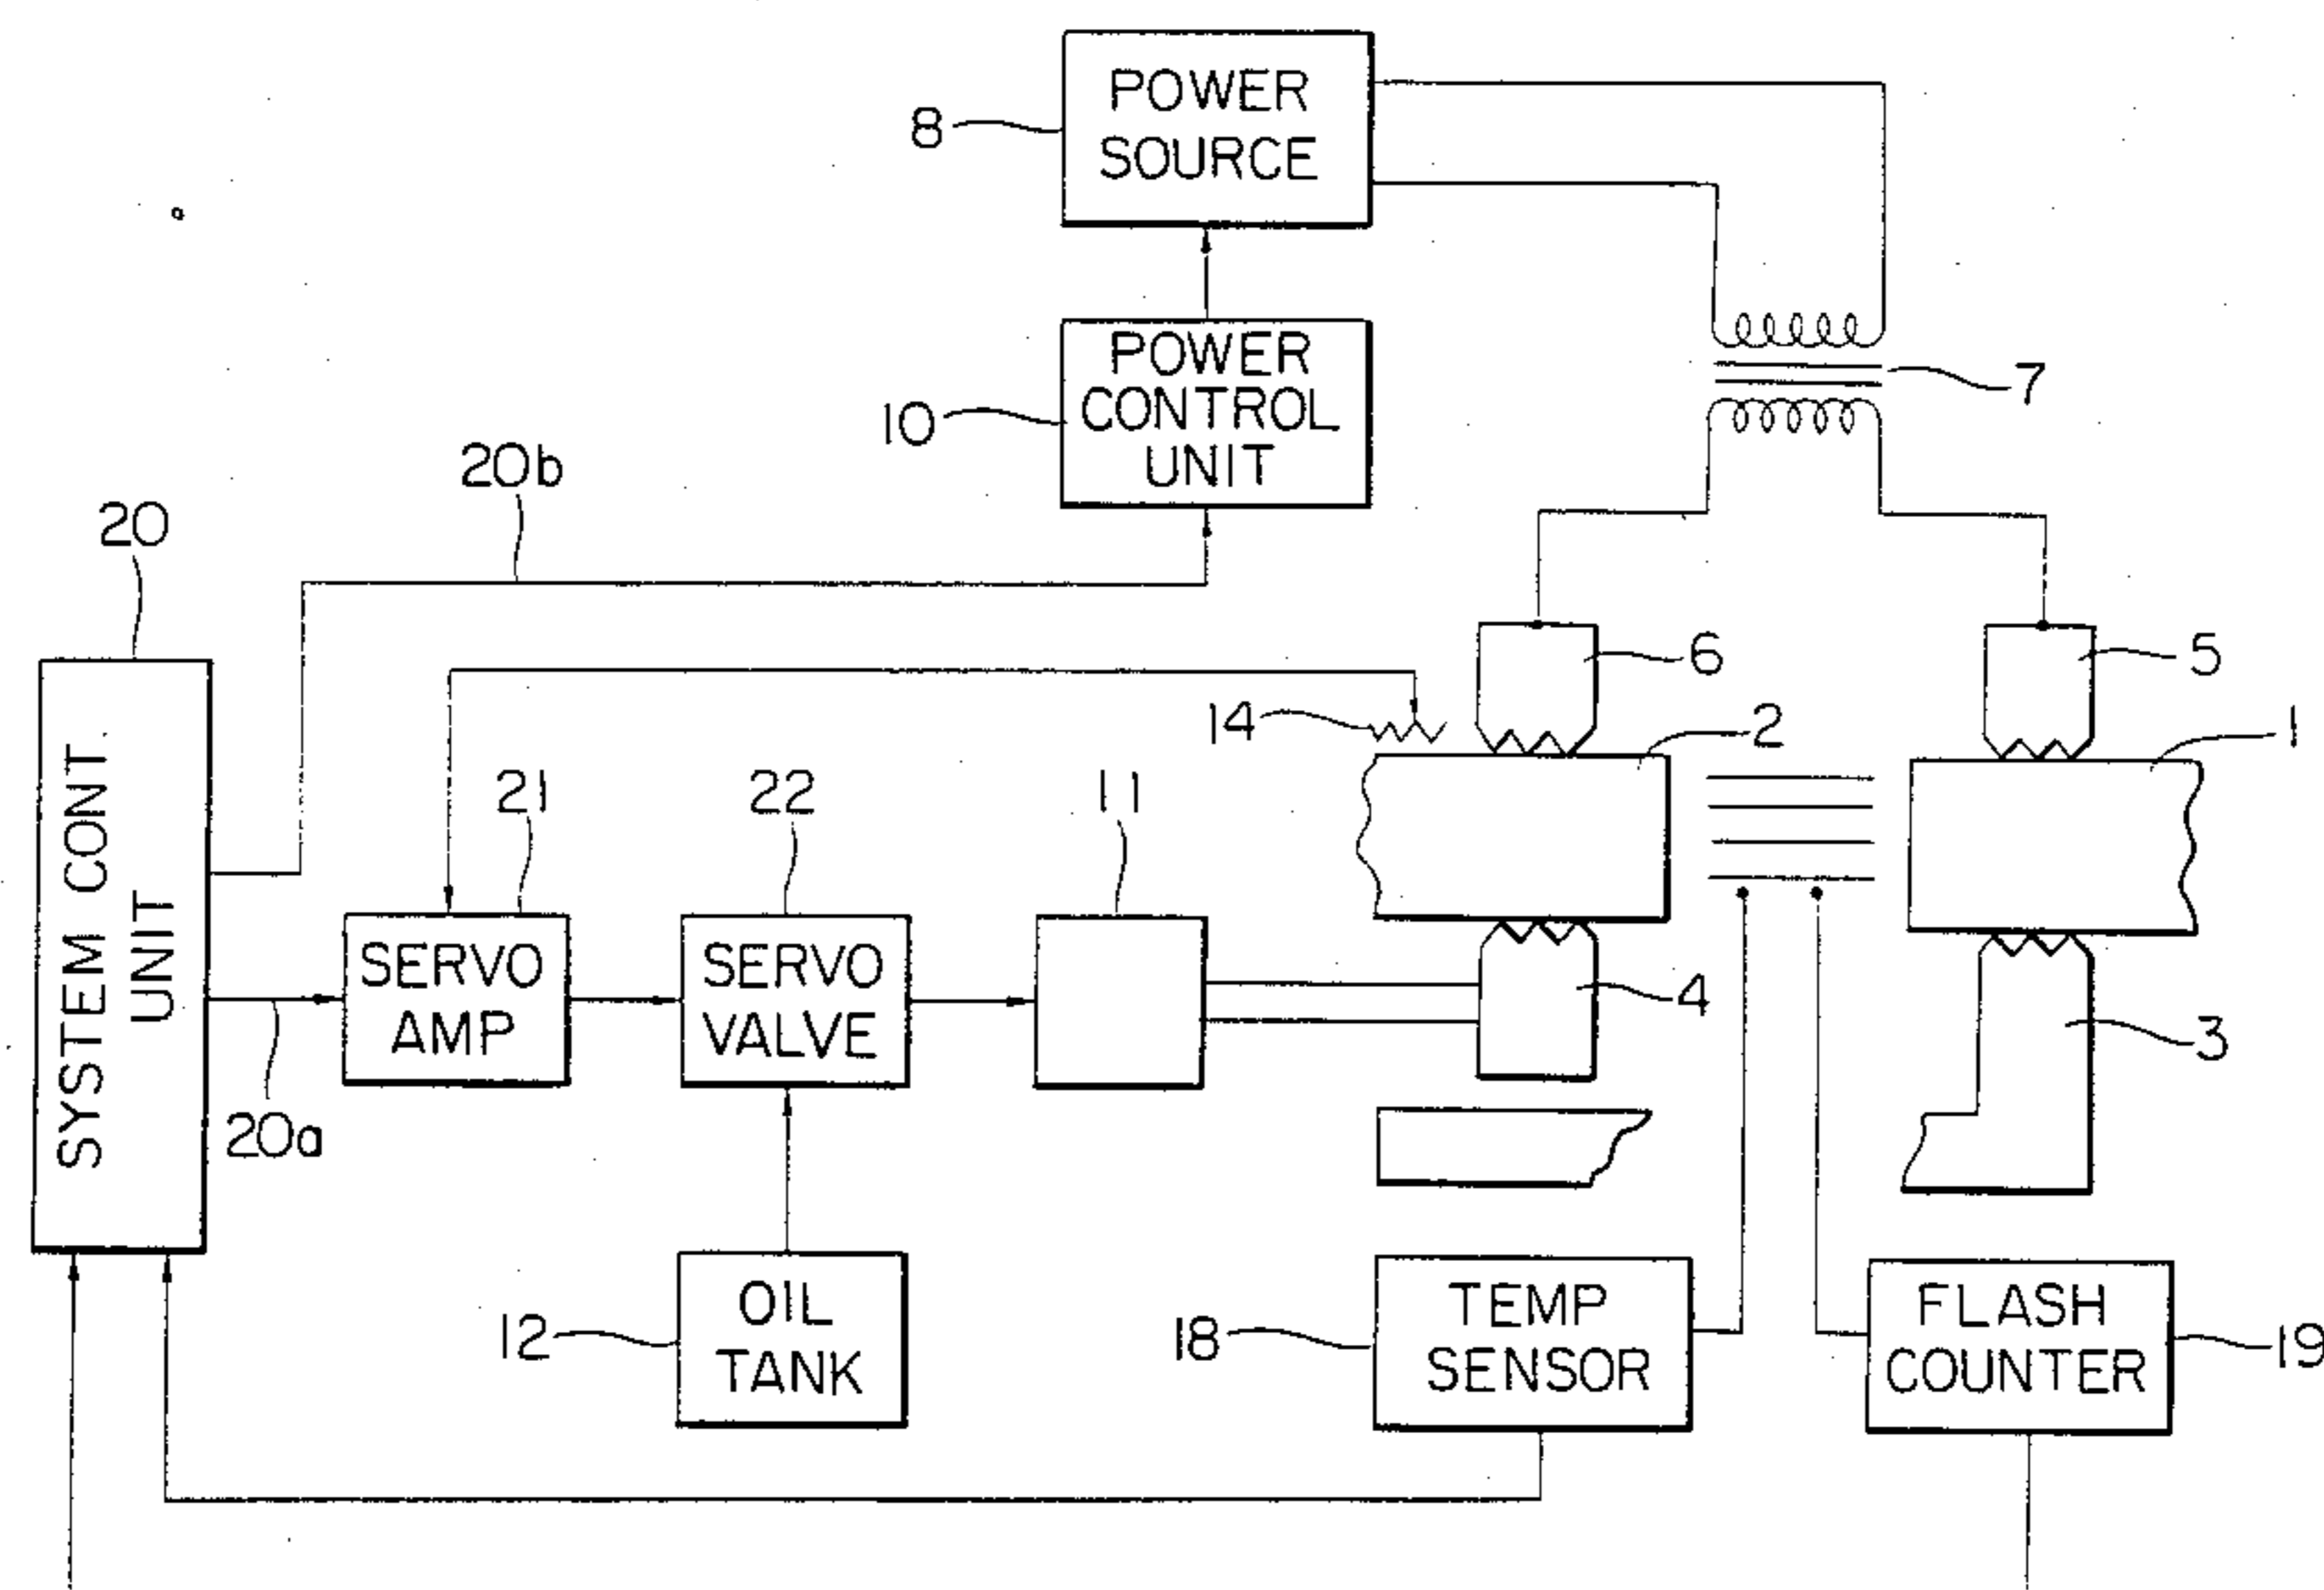 POWER
SOURCE
8
POWER
CONTROL
UNIT
10
7
20b
20
6
5
14
2
1
SYSTEM CONT.
UNIT
21
22
11
SERVO
AMP
SERVO
VALVE
4
3
20a
OIL
TANK
12
TEMP
SENSOR
18
FLASH
COUNTER
19